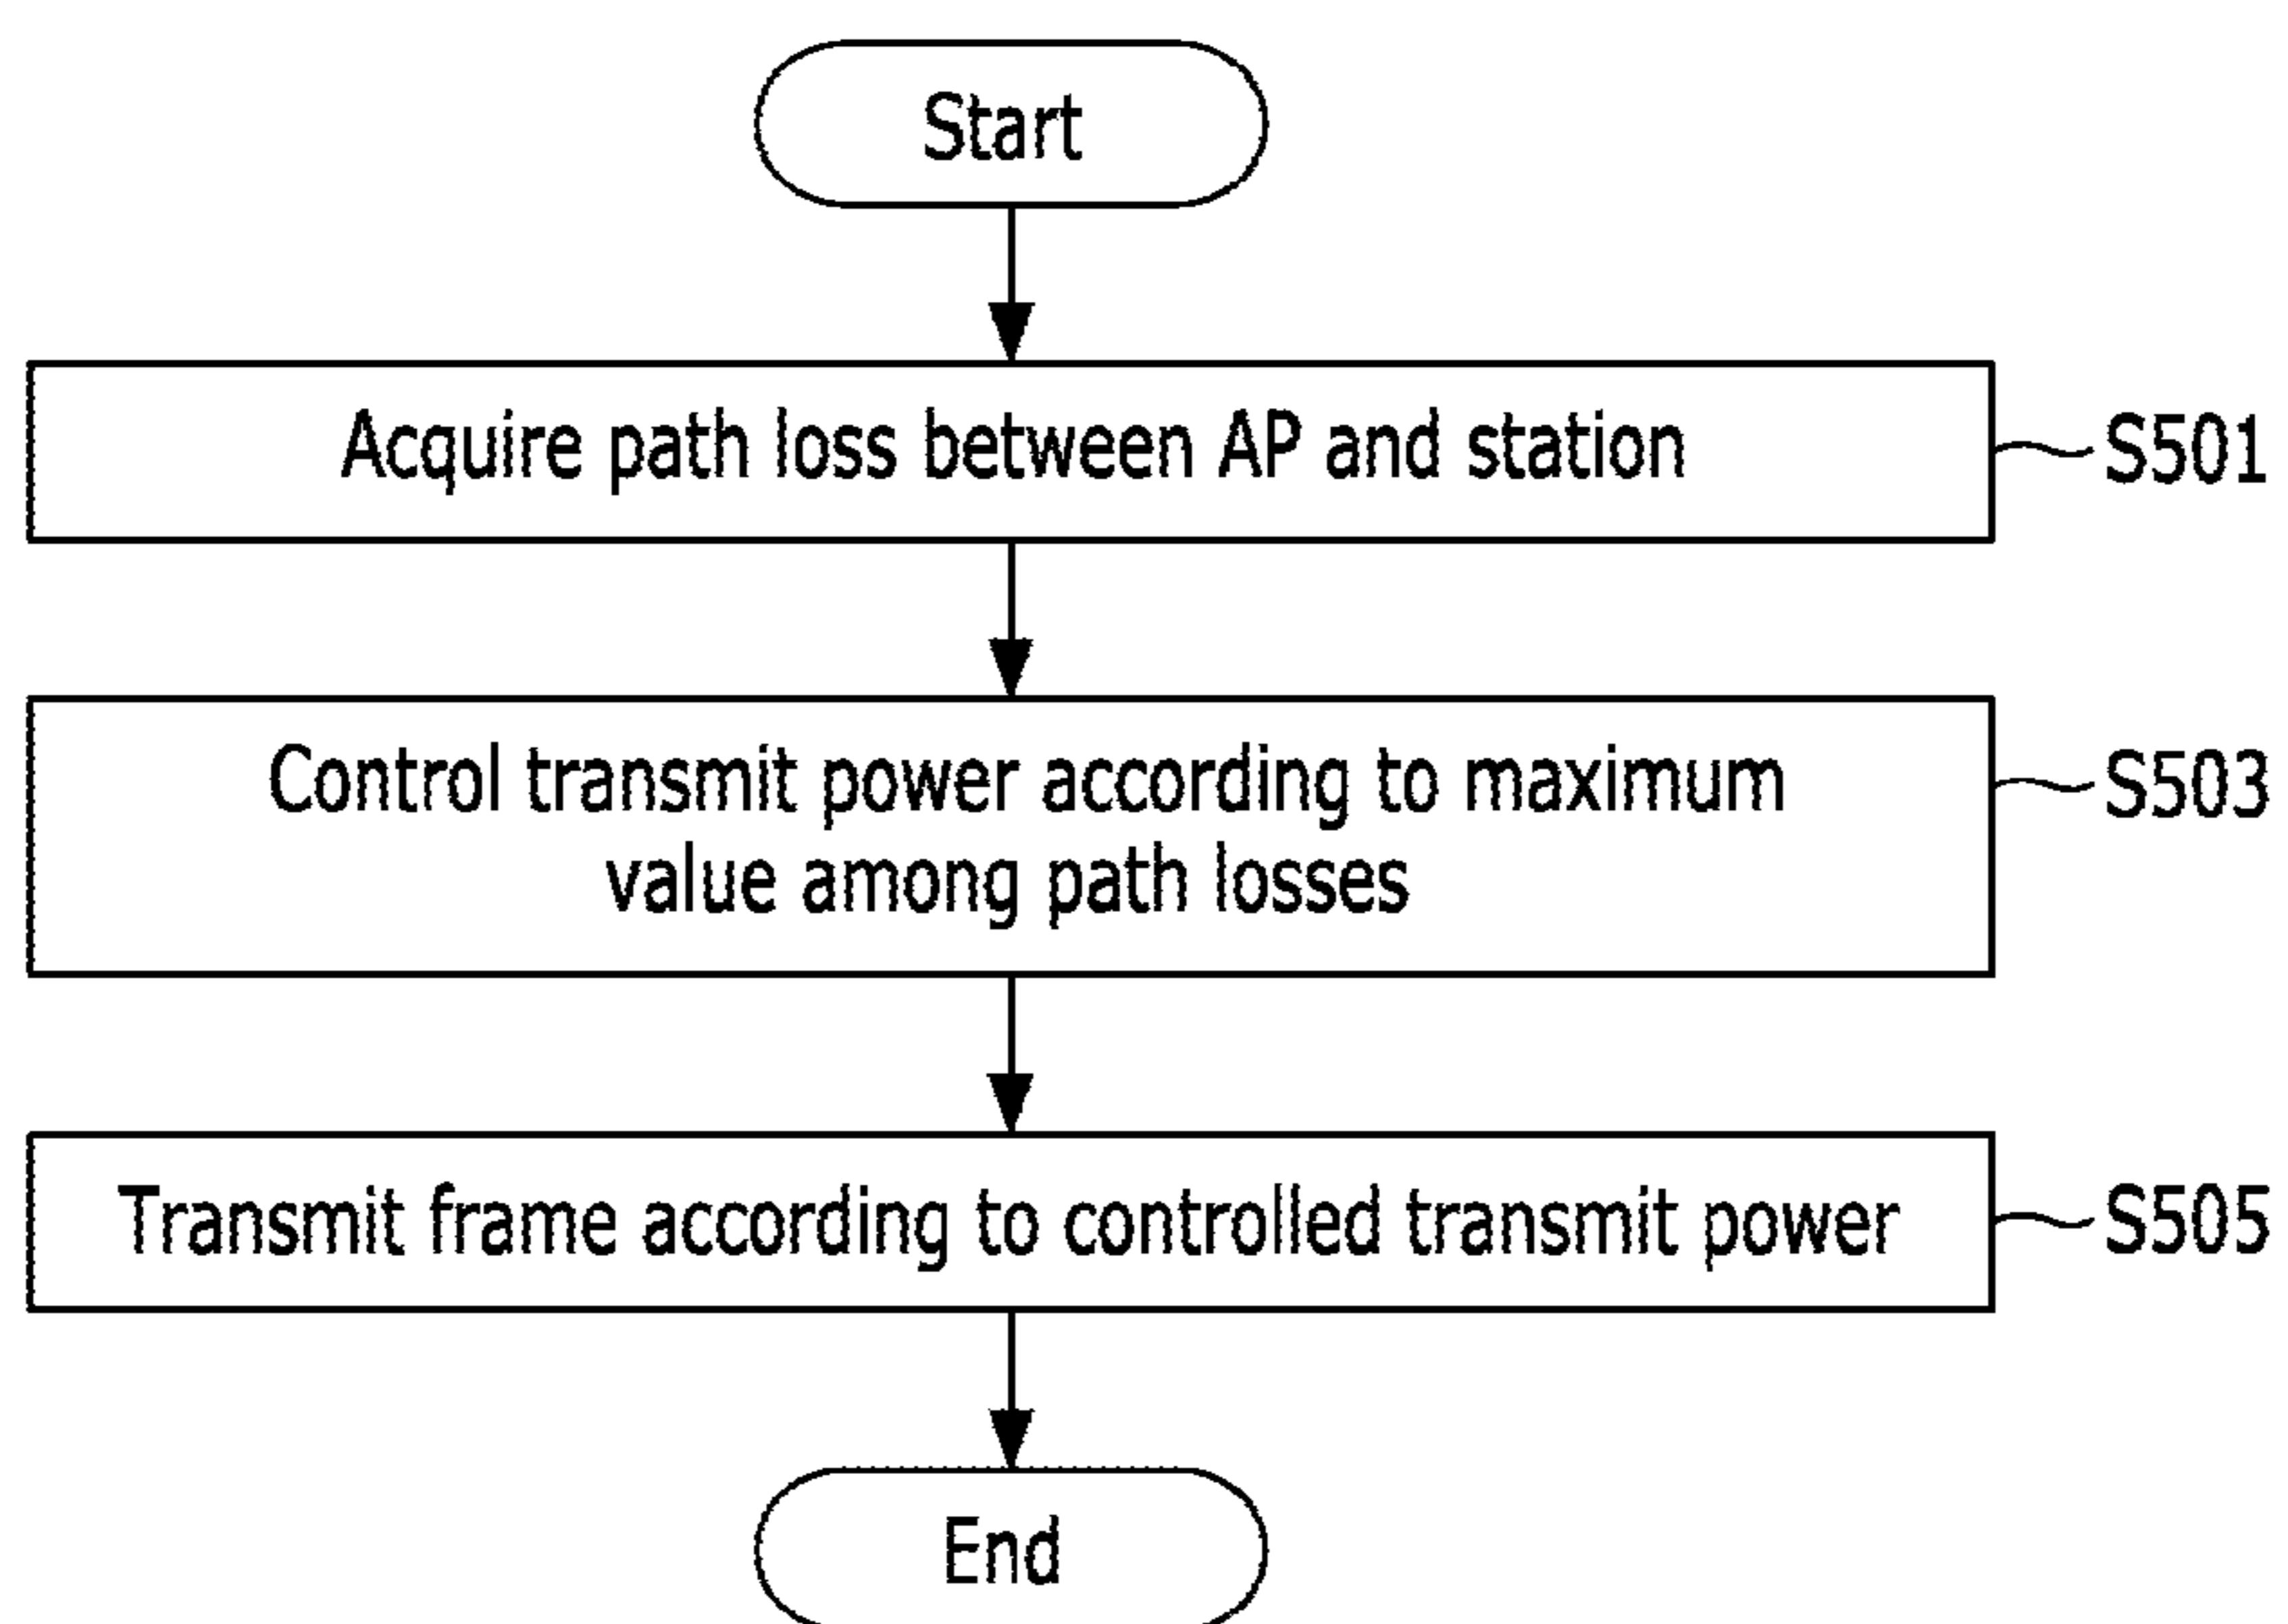 Start
Acquire path loss between AP and station
S501
Control transmit power according to maximum
value among path losses
S503
Transmit frame according to controlled transmit power
S505
End